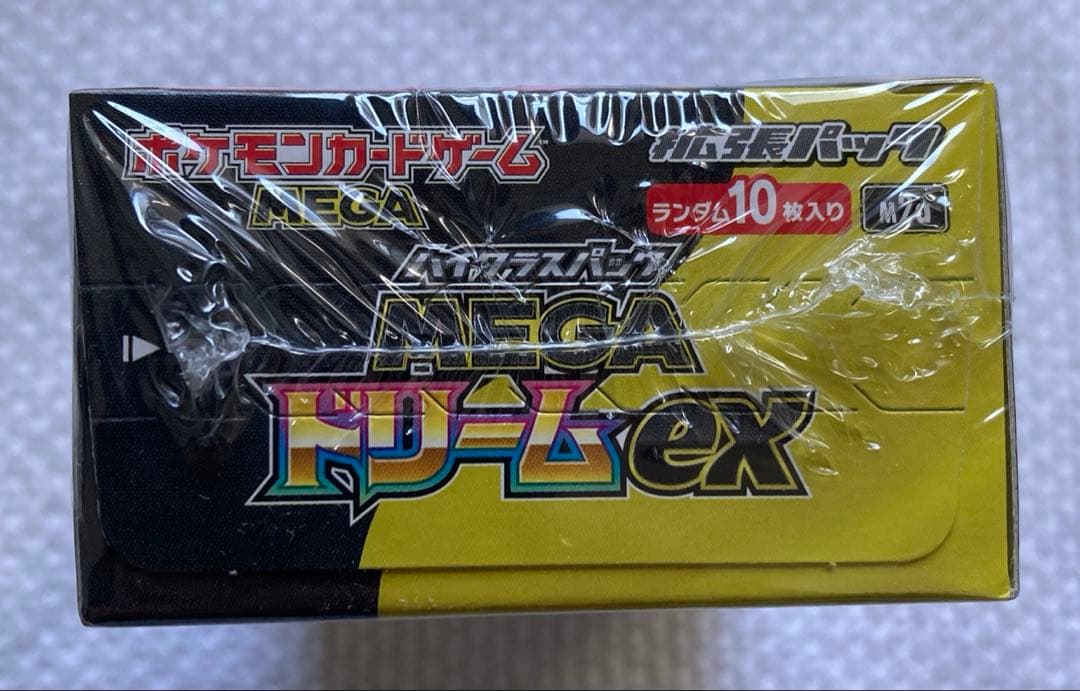 ポケモンカードゲーム
MEGA
拡張パック
ランダム10枚入り
M2a
ハイクラスパック
MEGA
ドリームex